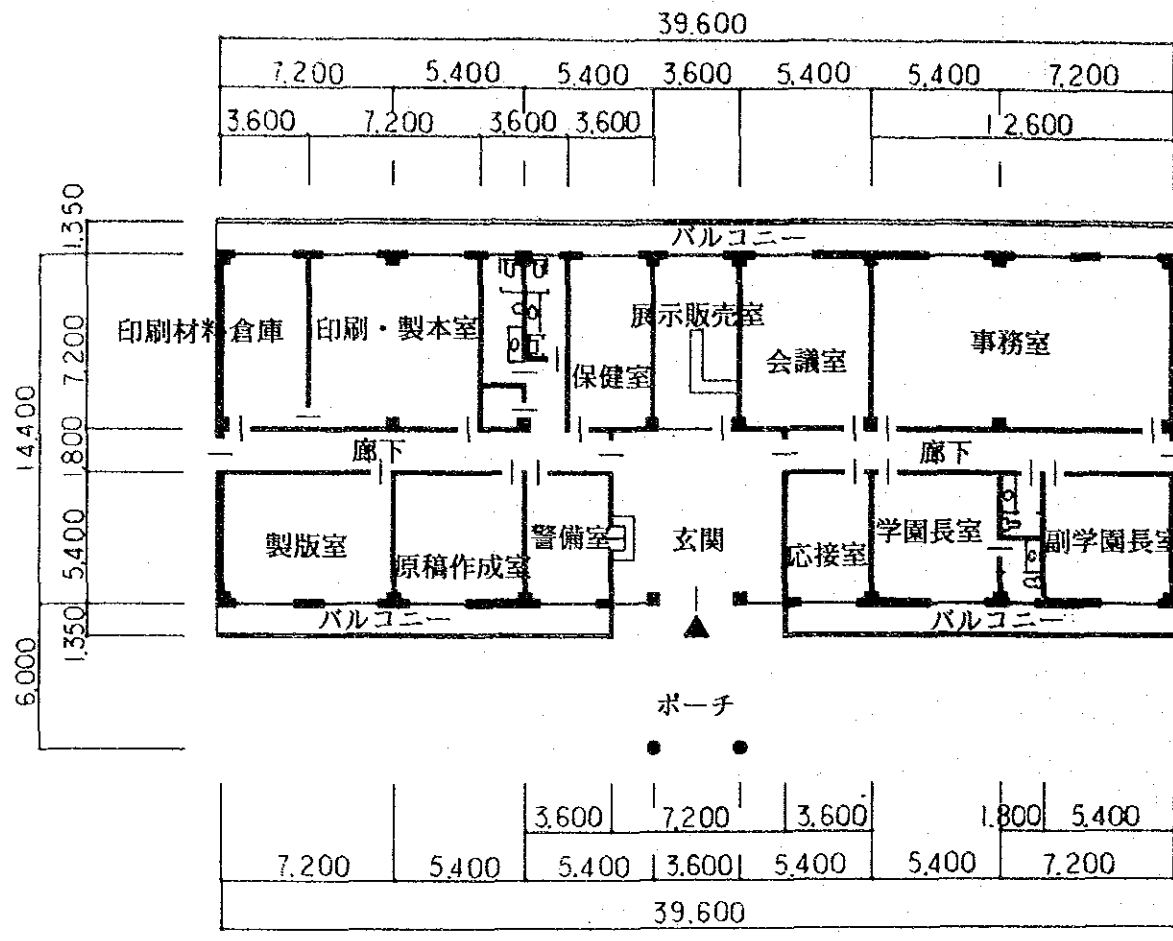 39.600
7.200 5.400 5.400 3.600 5.400 5.400 7.200
3.600 7.200 3.600 3.600 12.600
1.350
7.200
1.800
5.400
1.350
14.400
6.000
バルコニー
印刷材料倉庫 印刷・製本室 保健室 展示販売室 会議室 事務室
廊下 廊下
製版室 原稿作成室 警備室 玄関 応接室 学園長室 副学園長室
バルコニー バルコニー
ポーチ
3.600 7.200 3.600 1.800 5.400
7.200 5.400 5.400 3.600 5.400 5.400 7.200
39.600